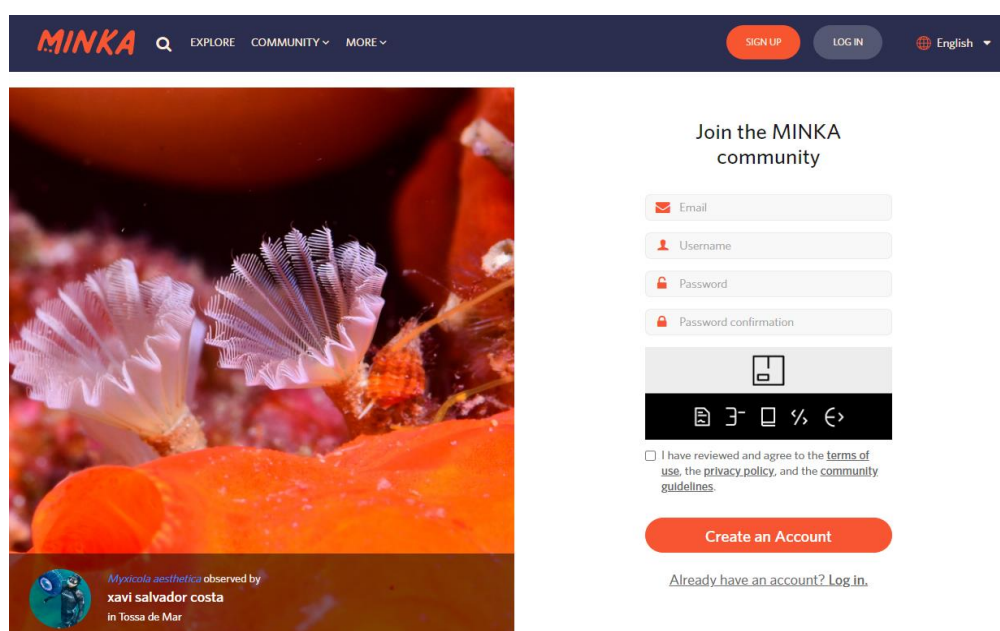 MINKA EXPLORE COMMUNITY MORE SIGN UP LOG IN English
Join the MINKA
community
Email
Username
Password
Password confirmation
I have reviewed and agree to the terms of
use, the privacy policy, and the community
guidelines.
Create an Account
Already have an account? Log in.
Myxicola aesthetica observed by
xavi salvador costa
in Tossa de Mar